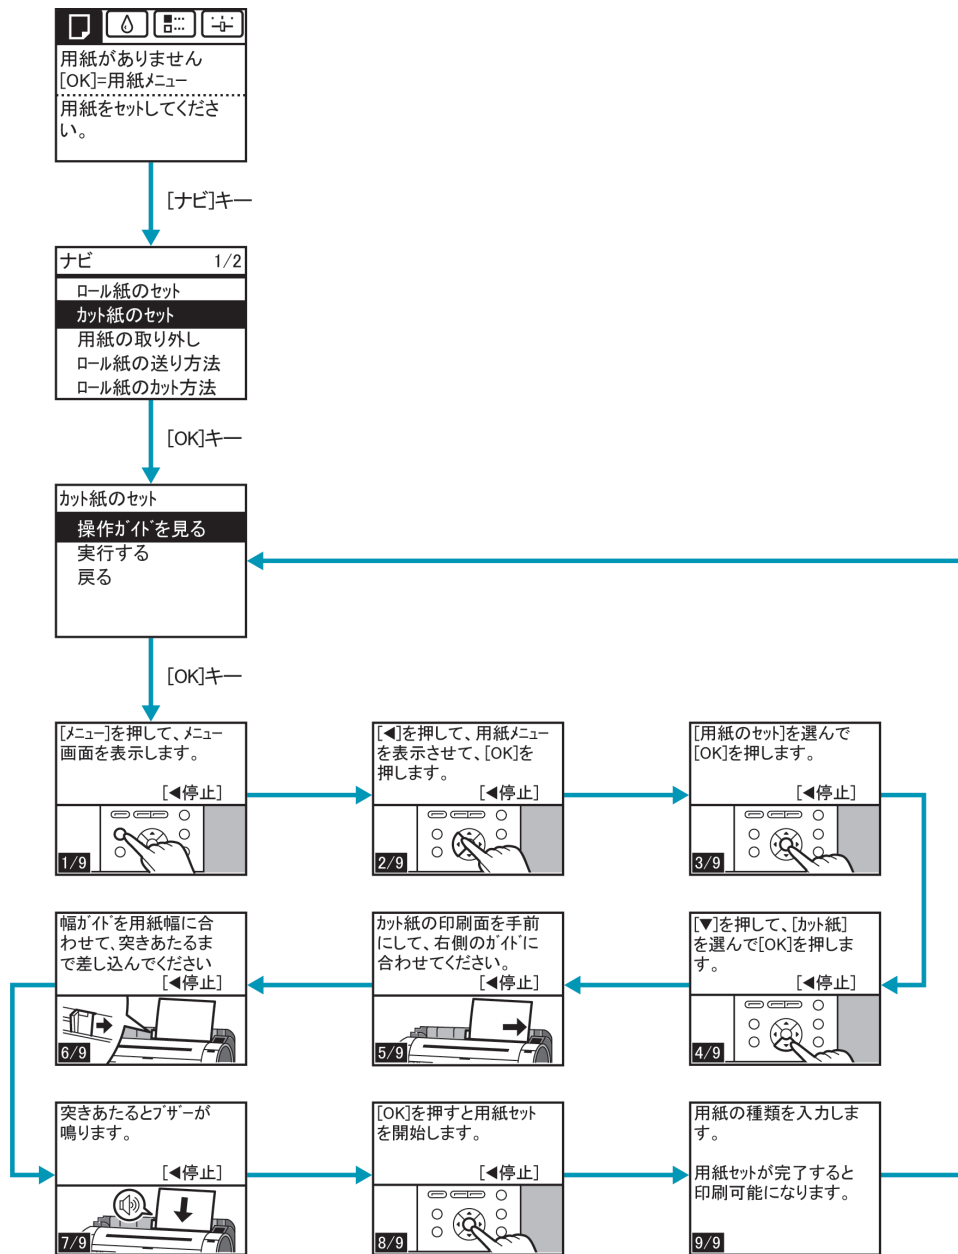 用紙がありません
[OK]=用紙メニュー
用紙をセットしてくださ
い。
[ナビ]キー
ナビ 1/2
ロール紙のセット
カット紙のセット
用紙の取り外し
ロール紙の送り方法
ロール紙のカット方法
[OK]キー
カット紙のセット
操作ガイドを見る
実行する
戻る
[OK]キー
[メニュー]を押して、メニュー
画面を表示します。
[◀停止]
1/9
[◀]を押して、用紙メニュー
を表示させて、[OK]を
押します。
[◀停止]
2/9
[用紙のセット]を選んで
[OK]を押します。
[◀停止]
3/9
[▼]を押して、[カット紙]
を選んで[OK]を押しま
す。
[◀停止]
4/9
カット紙の印刷面を手前
にして、右側のガイドに
合わせてください。
[◀停止]
5/9
幅ガイドを用紙幅に合
わせて、突きあたるま
で差し込んでください
[◀停止]
6/9
突きあたるとブザーが
鳴ります。
[◀停止]
7/9
[OK]を押すと用紙セット
を開始します。
[◀停止]
8/9
用紙の種類を入力しま
す。
用紙セットが完了すると
印刷可能になります。
9/9